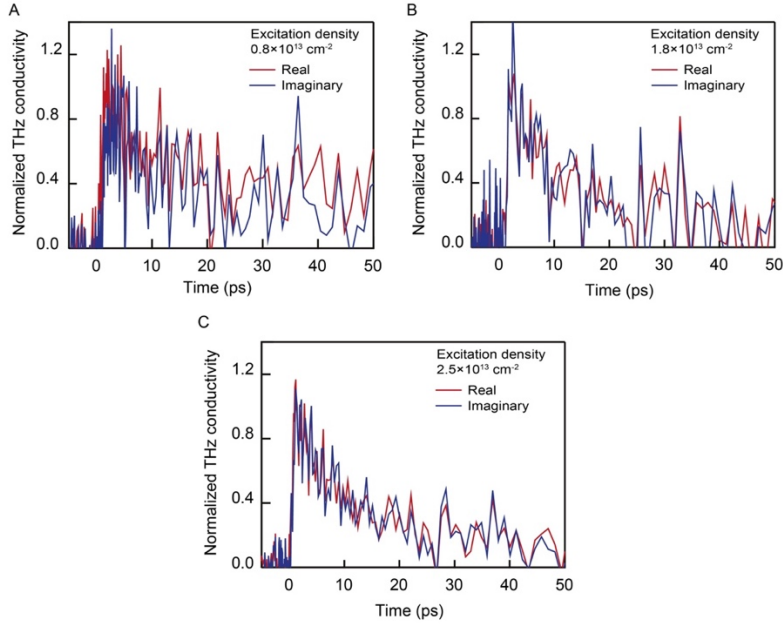 A
Excitation density
0.8×10¹³ cm⁻²
Real
Imaginary
Normalized THz conductivity
1.2
0.8
0.4
0.0
0 10 20 30 40 50
Time (ps)
B
Excitation density
1.8×10¹³ cm⁻²
Real
Imaginary
Normalized THz conductivity
1.2
0.8
0.4
0.0
0 10 20 30 40 50
Time (ps)
C
Excitation density
2.5×10¹³ cm⁻²
Real
Imaginary
Normalized THz conductivity
1.2
0.8
0.4
0.0
0 10 20 30 40 50
Time (ps)